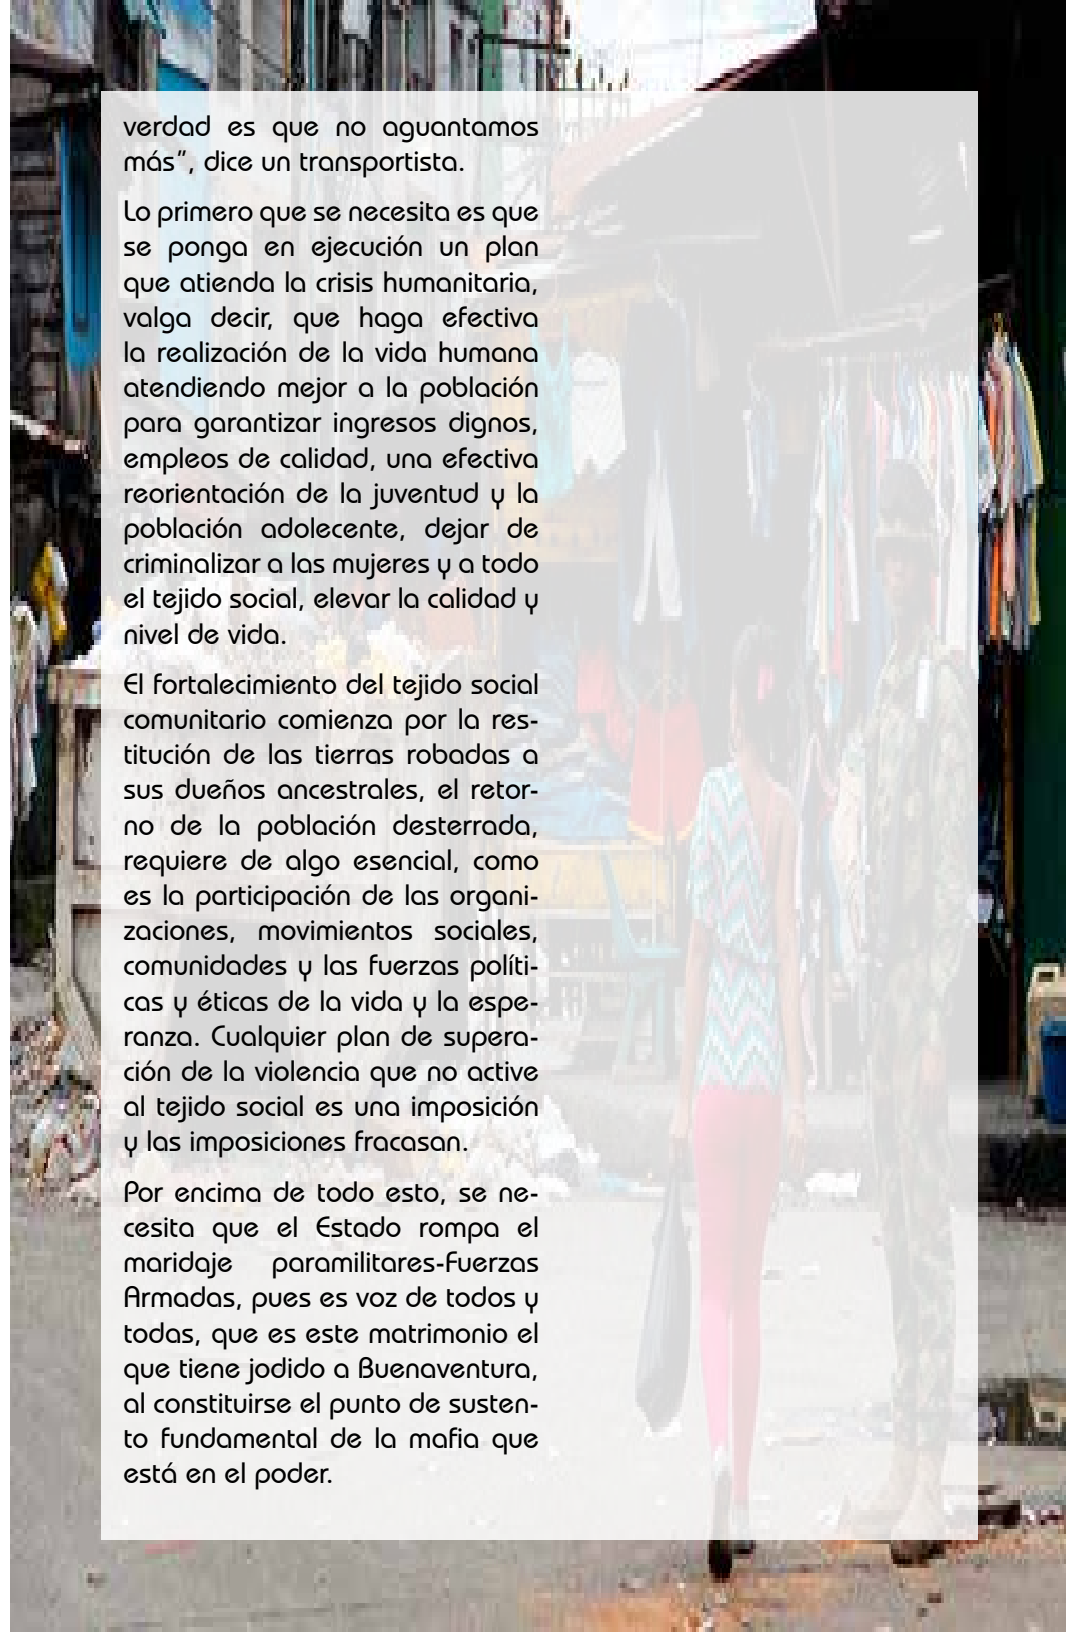 verdad es que no aguantamos
más”, dice un transportista.
Lo primero que se necesita es que
se ponga en ejecución un plan
que atienda la crisis humanitaria,
valga decir, que haga efectiva
la realización de la vida humana
atendiendo mejor a la población
para garantizar ingresos dignos,
empleos de calidad, una efectiva
reorientación de la juventud y la
población adolecente, dejar de
criminalizar a las mujeres y a todo
el tejido social, elevar la calidad y
nivel de vida.
El fortalecimiento del tejido social
comunitario comienza por la res-
titución de las tierras robadas a
sus dueños ancestrales, el retor-
no de la población desterrada,
requiere de algo esencial, como
es la participación de las organi-
zaciones, movimientos sociales,
comunidades y las fuerzas políti-
cas y éticas de la vida y la espe-
ranza. Cualquier plan de supera-
ción de la violencia que no active
al tejido social es una imposición
y las imposiciones fracasan.
Por encima de todo esto, se ne-
cesita que el Estado rompa el
maridaje paramilitares-Fuerzas
Armadas, pues es voz de todos y
todas, que es este matrimonio el
que tiene jodido a Buenaventura,
al constituirse el punto de susten-
to fundamental de la mafia que
está en el poder.